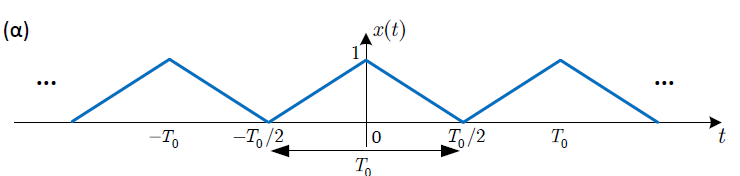 (α)
x(t)
1
... ...
−T₀ −T₀/2 0 T₀/2 T₀ t
T₀